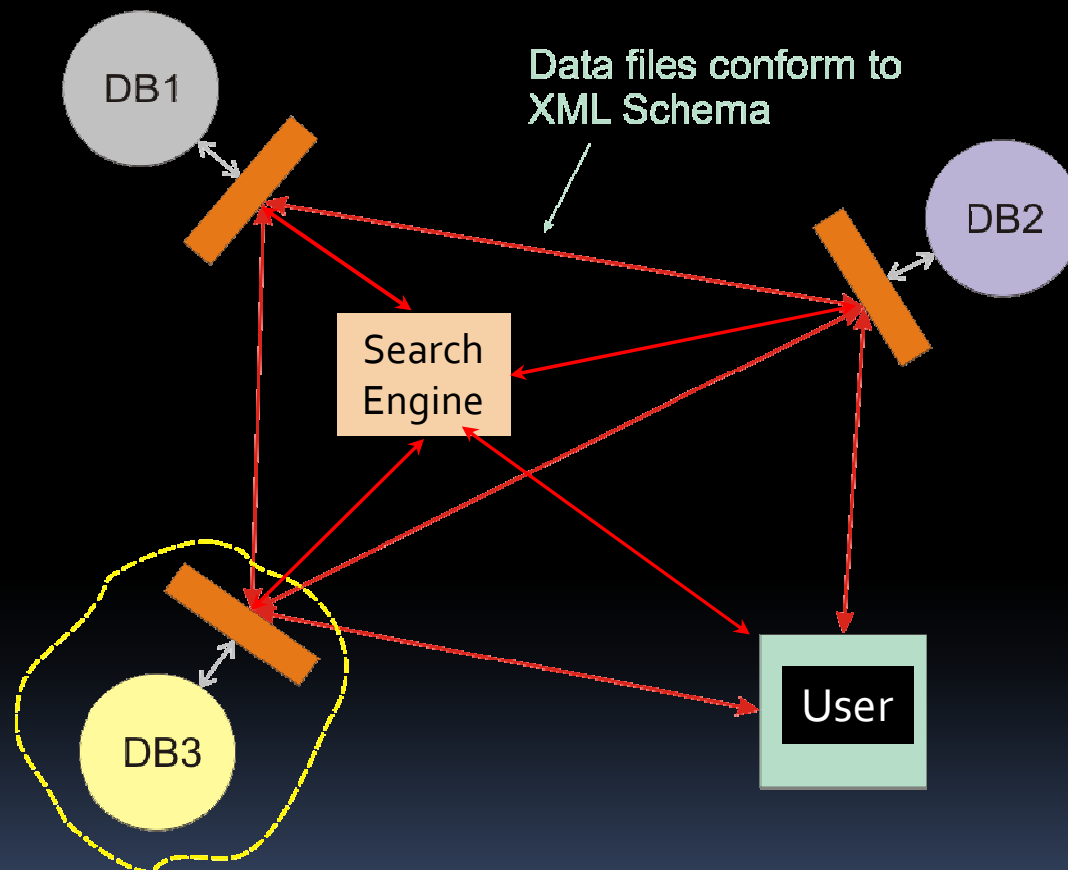 DB1
Data files conform to
XML Schema
DB2
Search
Engine
User
DB3